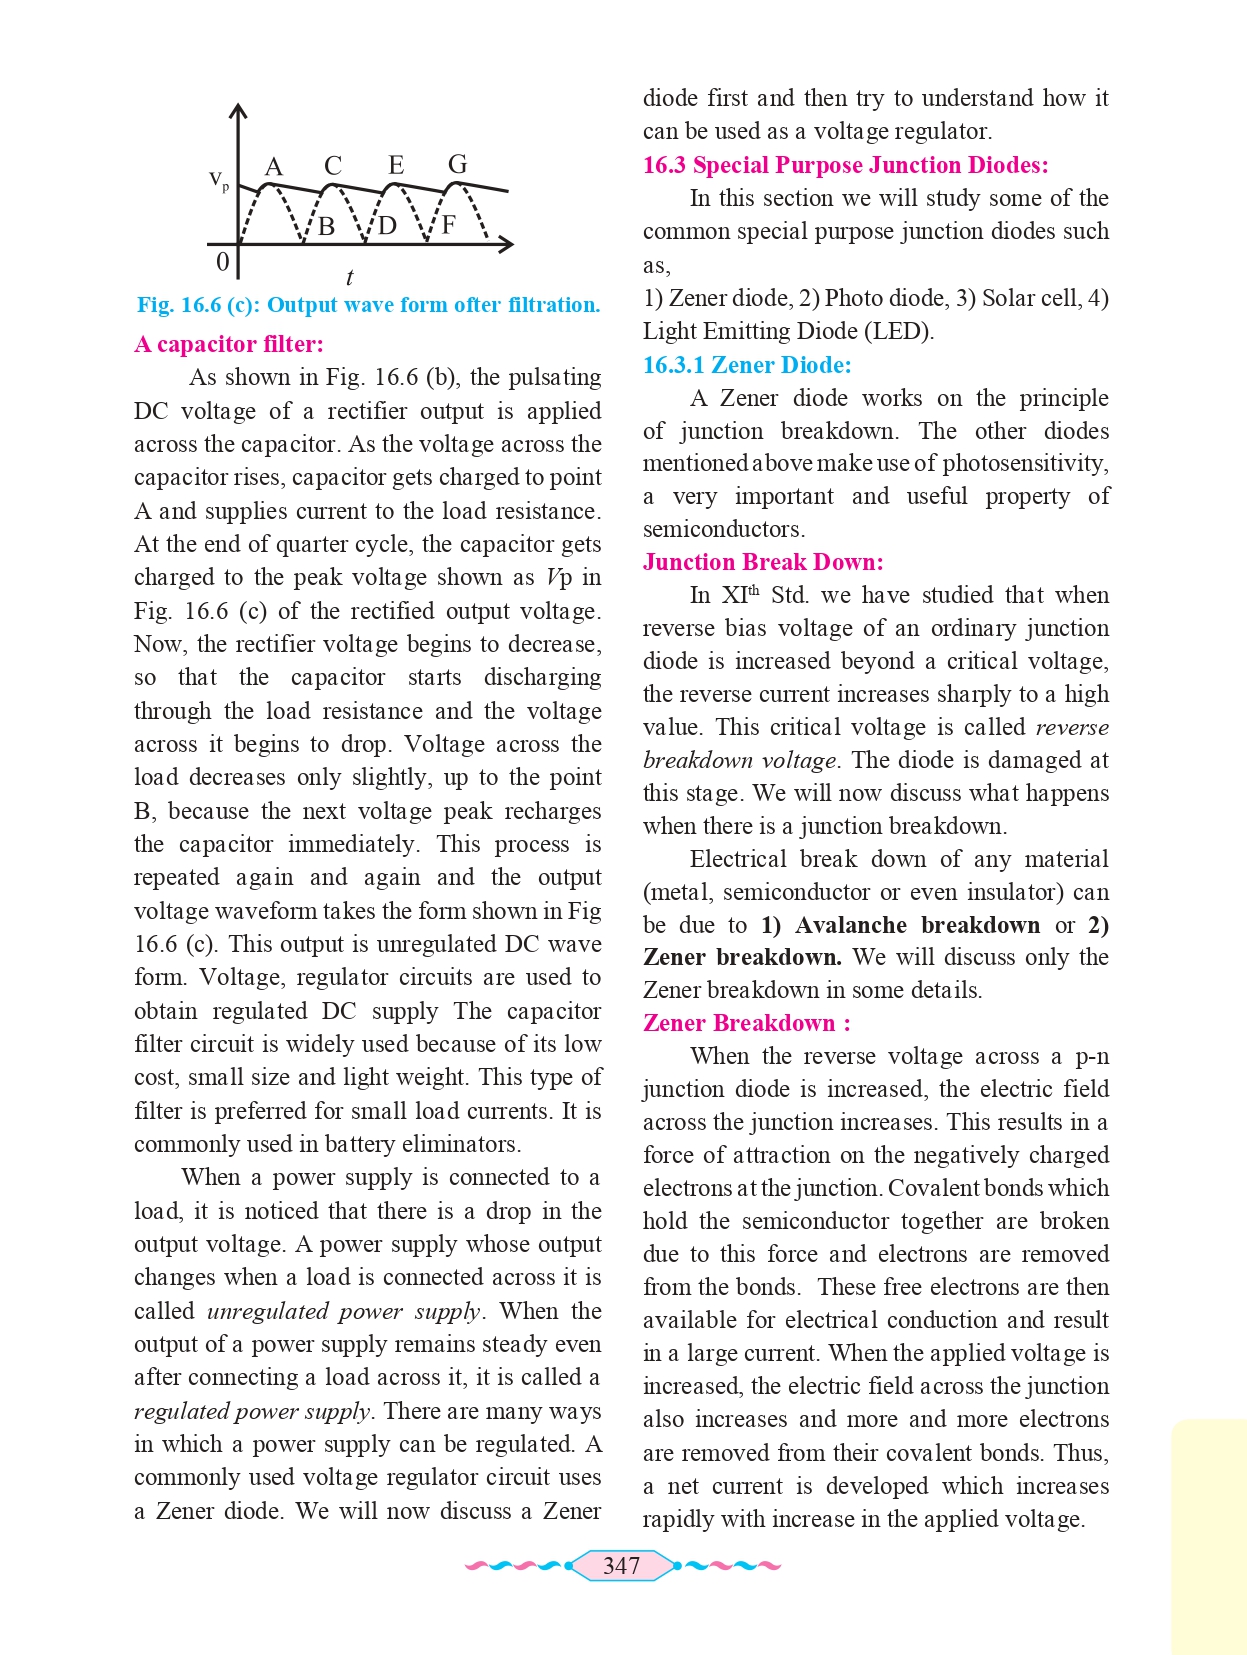 A C E G
vp
B D F
0
t
Fig. 16.6 (c): Output wave form ofter filtration.
A capacitor filter:
As shown in Fig. 16.6 (b), the pulsating
DC voltage of a rectifier output is applied
across the capacitor. As the voltage across the
capacitor rises, capacitor gets charged to point
A and supplies current to the load resistance.
At the end of quarter cycle, the capacitor gets
charged to the peak voltage shown as Vp in
Fig. 16.6 (c) of the rectified output voltage.
Now, the rectifier voltage begins to decrease,
so that the capacitor starts discharging
through the load resistance and the voltage
across it begins to drop. Voltage across the
load decreases only slightly, up to the point
B, because the next voltage peak recharges
the capacitor immediately. This process is
repeated again and again and the output
voltage waveform takes the form shown in Fig
16.6 (c). This output is unregulated DC wave
form. Voltage, regulator circuits are used to
obtain regulated DC supply The capacitor
filter circuit is widely used because of its low
cost, small size and light weight. This type of
filter is preferred for small load currents. It is
commonly used in battery eliminators.
When a power supply is connected to a
load, it is noticed that there is a drop in the
output voltage. A power supply whose output
changes when a load is connected across it is
called unregulated power supply. When the
output of a power supply remains steady even
after connecting a load across it, it is called a
regulated power supply. There are many ways
in which a power supply can be regulated. A
commonly used voltage regulator circuit uses
a Zener diode. We will now discuss a Zener
diode first and then try to understand how it
can be used as a voltage regulator.
16.3 Special Purpose Junction Diodes:
In this section we will study some of the
common special purpose junction diodes such
as,
1) Zener diode, 2) Photo diode, 3) Solar cell, 4)
Light Emitting Diode (LED).
16.3.1 Zener Diode:
A Zener diode works on the principle
of junction breakdown. The other diodes
mentioned above make use of photosensitivity,
a very important and useful property of
semiconductors.
Junction Break Down:
In XIth Std. we have studied that when
reverse bias voltage of an ordinary junction
diode is increased beyond a critical voltage,
the reverse current increases sharply to a high
value. This critical voltage is called reverse
breakdown voltage. The diode is damaged at
this stage. We will now discuss what happens
when there is a junction breakdown.
Electrical break down of any material
(metal, semiconductor or even insulator) can
be due to 1) Avalanche breakdown or 2)
Zener breakdown. We will discuss only the
Zener breakdown in some details.
Zener Breakdown :
When the reverse voltage across a p-n
junction diode is increased, the electric field
across the junction increases. This results in a
force of attraction on the negatively charged
electrons at the junction. Covalent bonds which
hold the semiconductor together are broken
due to this force and electrons are removed
from the bonds. These free electrons are then
available for electrical conduction and result
in a large current. When the applied voltage is
increased, the electric field across the junction
also increases and more and more electrons
are removed from their covalent bonds. Thus,
a net current is developed which increases
rapidly with increase in the applied voltage.
347